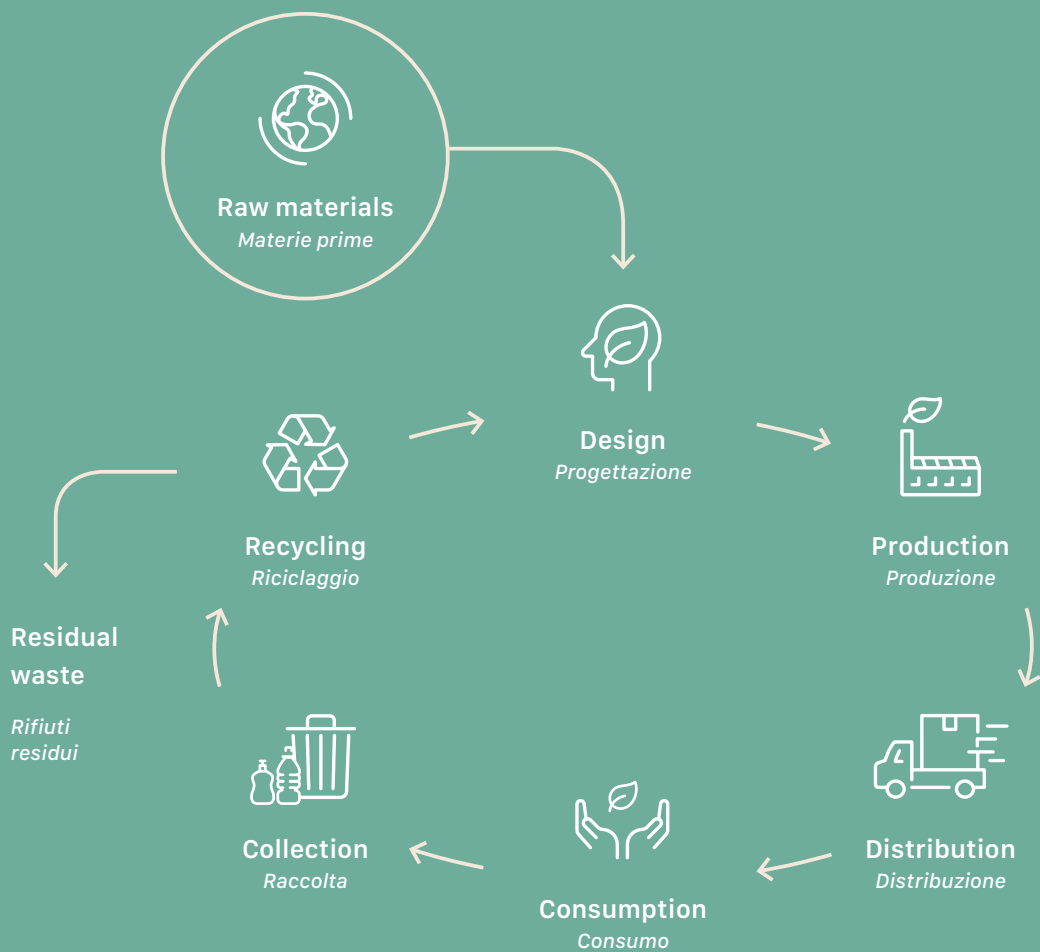 Raw materials
Materie prime
Design
Progettazione
Production
Produzione
Recycling
Riciclaggio
Residual
waste
Rifiuti
residui
Distribution
Distribuzione
Collection
Raccolta
Consumption
Consumo